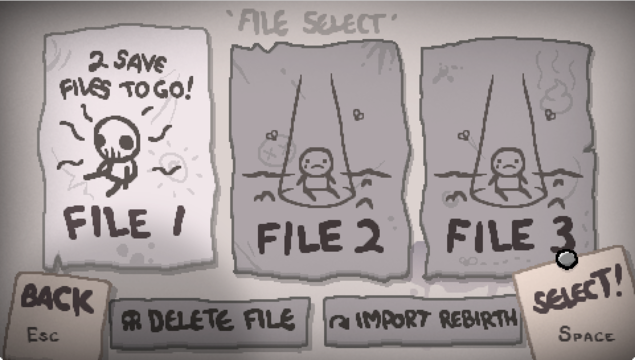 'FILE SELECT'
2 SAVE
FILES TO GO!
FILE 1
FILE 2
FILE 3
BACK
ESC
DELETE FILE
IMPORT REBIRTH
SELECT!
SPACE